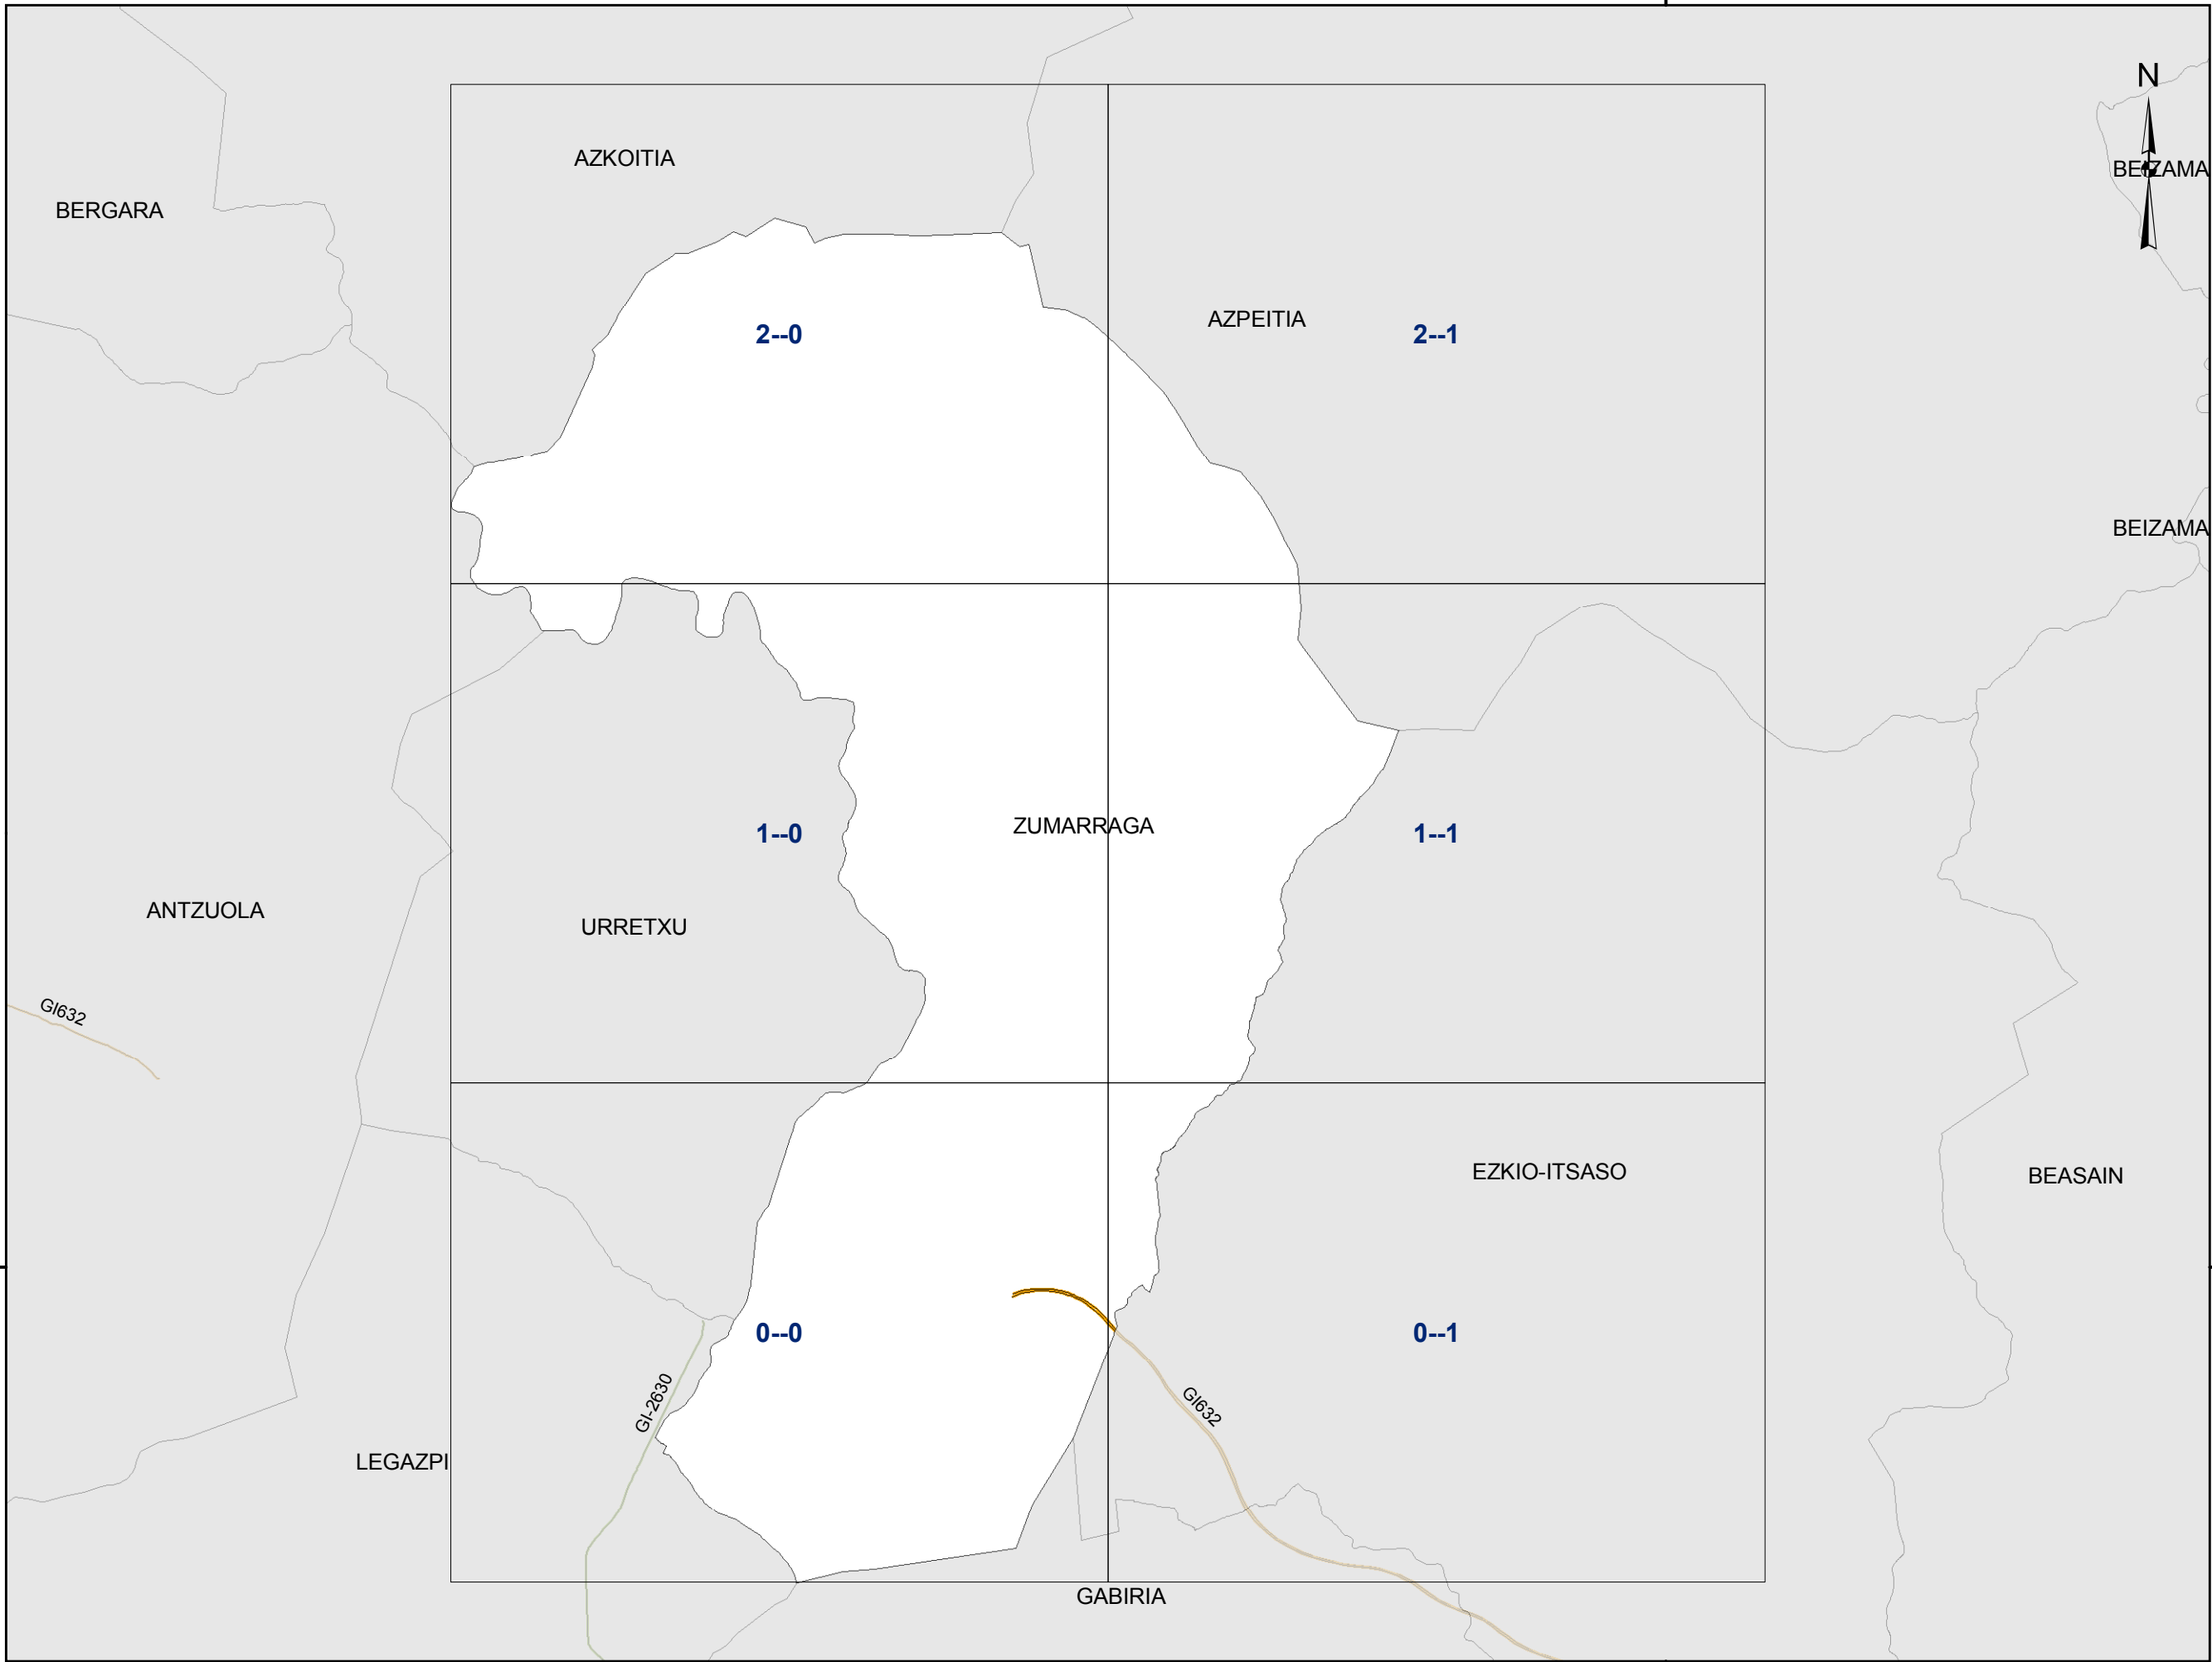 N
AZKOITIA
BEIZAMA
BERGARA
AZPEITIA
2--0
2--1
BEIZAMA
ZUMARRAGA
1--0
1--1
ANTZUOLA
URRETXU
GI632
EZKIO-ITSASO
BEASAIN
0--0
0--1
GI-2630
GI632
LEGAZPI
GABIRIA